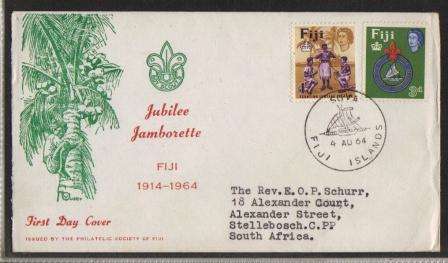 Jubilee
Jamborette
FIJI
1914-1964
First Day Cover
ISSUED BY THE PHILATELIC SOCIETY OF FIJI
Fiji
Fiji
3d
SUVA
4 AU 64
FIJI ISLANDS
The Rev.E.O.P.Schurr,
18 Alexander Court,
Alexander Street,
Stellebosch.C.PP
South Africa.